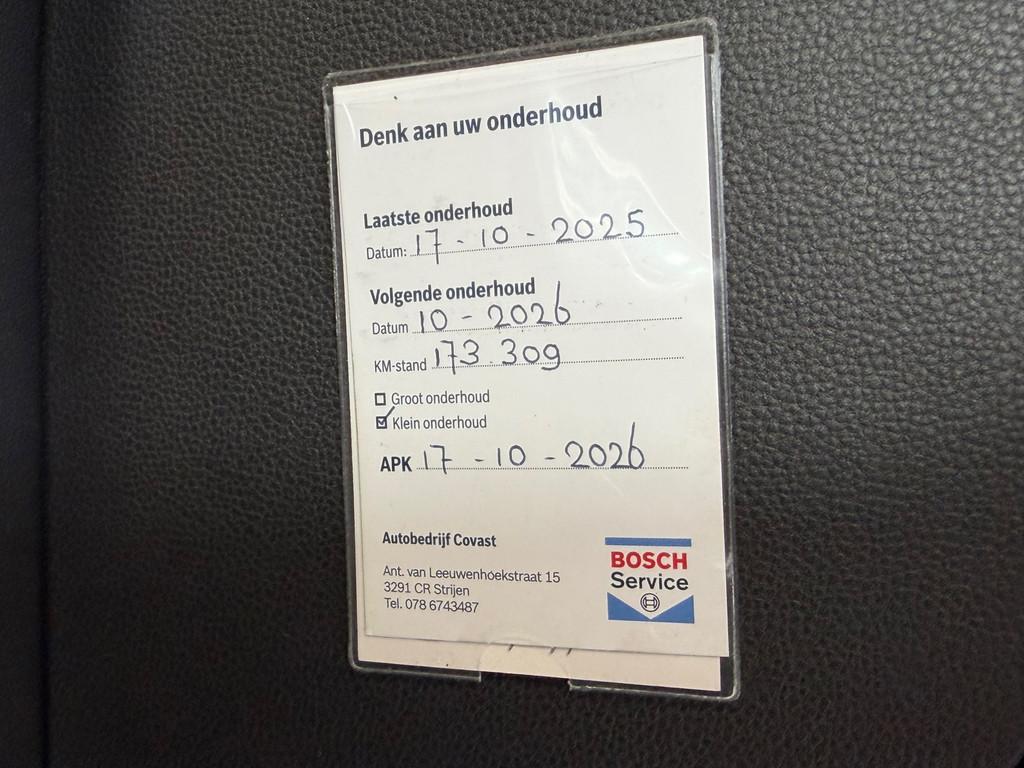 Denk aan uw onderhoud
Laatste onderhoud
Datum: 17 - 10 - 2025
Volgende onderhoud
Datum 10 - 2026
KM-stand 173.309
Groot onderhoud
Klein onderhoud
APK 17 - 10 - 2026
Autobedrijf Covast
Ant. van Leeuwenhoekstraat 15
3291 CR Strijen
Tel. 078 6743487
BOSCH
Service